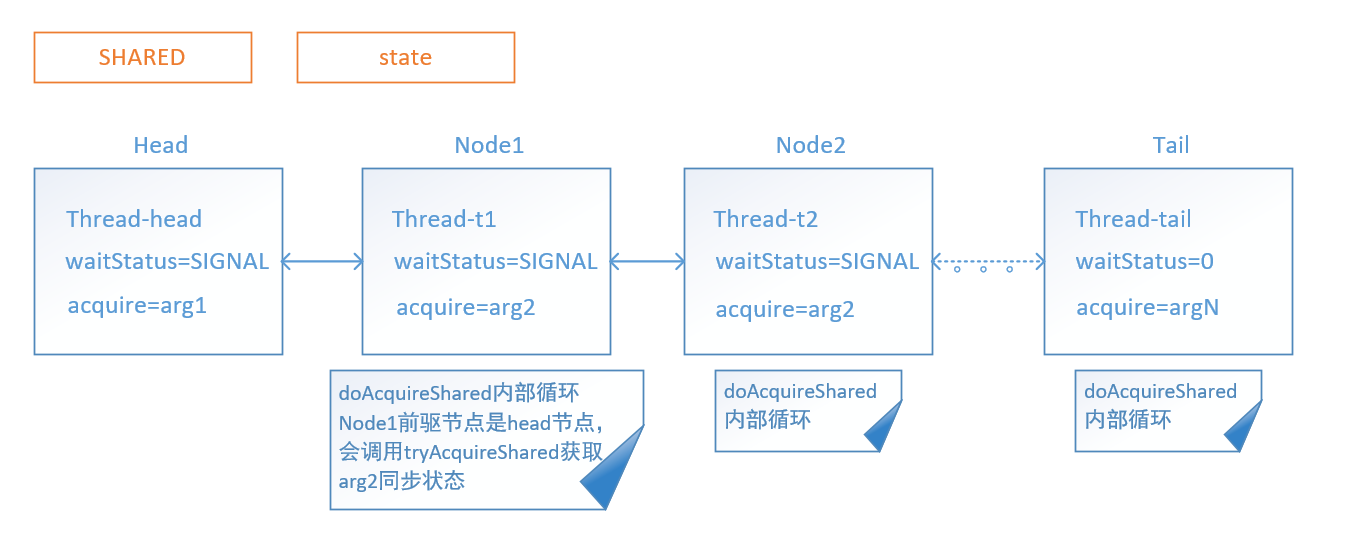 SHARED
state
Head
Node1
Node2
Tail
Thread-head
waitStatus=SIGNAL
acquire=arg1
Thread-t1
waitStatus=SIGNAL
acquire=arg2
Thread-t2
waitStatus=SIGNAL
acquire=arg2
Thread-tail
waitStatus=0
acquire=argN
doAcquireShared内部循环
Node1前驱节点是head节点，
会调用tryAcquireShared获取
arg2同步状态
doAcquireShared
内部循环
doAcquireShared
内部循环